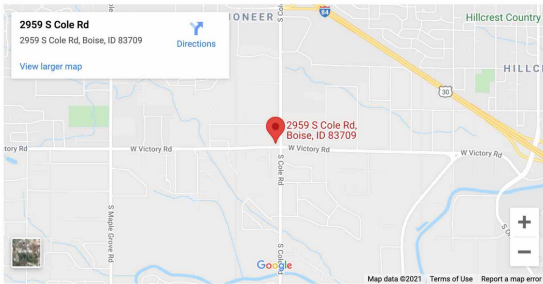 2959 S Cole Rd
2959 S Cole Rd, Boise, ID 83709
Directions
View larger map
IONEER
84
Hillcrest Country
HILLC
30
2959 S Cole Rd,
Boise, ID 83709
tory Rd
W Victory Rd
W Victory Rd
W Victory Rd
S Maple Grove Rd
S Cole Rd
S Cole Rd
Google
+
−
Map data ©2021
Terms of Use
Report a map error